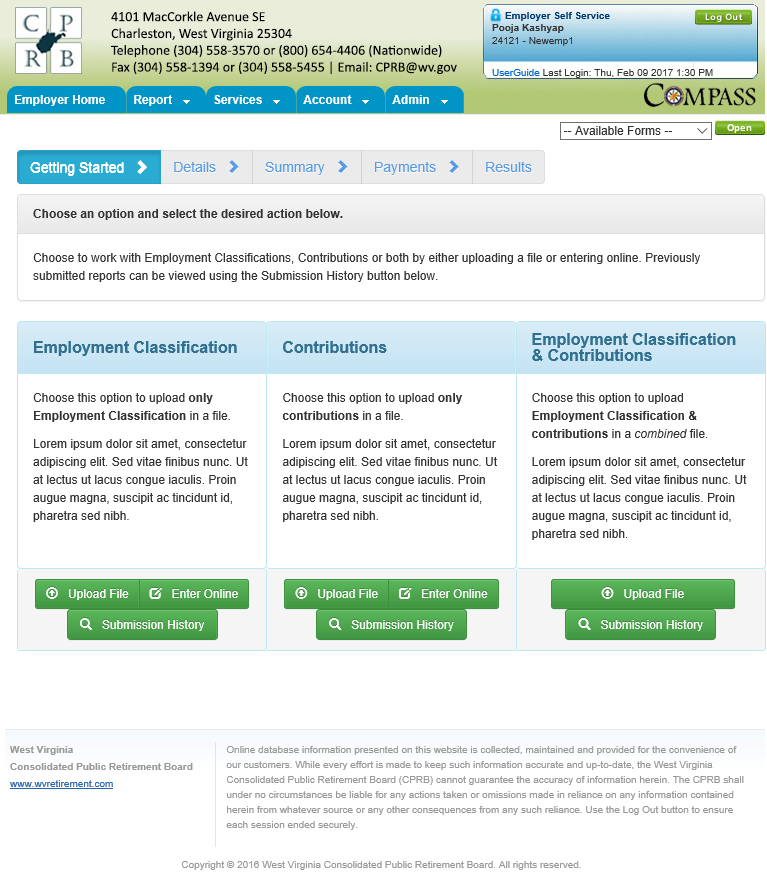 C P
R B
4101 MacCorkle Avenue SE
Charleston, West Virginia 25304
Telephone (304) 558-3570 or (800) 654-4406 (Nationwide)
Fax (304) 558-1394 or (304) 558-5455 | Email: CPRB@wv.gov
Employer Self Service
Log Out
Pooja Kashyap
24121 - Newemp1
UserGuide Last Login: Thu, Feb 09 2017 1:30 PM
Employer Home Report Services Account Admin
COMPASS
-- Available Forms -- Open
Getting Started Details Summary Payments Results
Choose an option and select the desired action below.
Choose to work with Employment Classifications, Contributions or both by either uploading a file or entering online. Previously
submitted reports can be viewed using the Submission History button below.
Employment Classification
Choose this option to upload only
Employment Classification in a file.
Lorem ipsum dolor sit amet, consectetur
adipiscing elit. Sed vitae finibus nunc. Ut
et lectus ut lacus congue iaculis. Proin
augue magna, suscipit ac tincidunt id,
pharetra sed nibh.
Upload File Enter Online
Submission History
Contributions
Choose this option to upload only
contributions in a file.
Lorem ipsum dolor sit amet, consectetur
adipiscing elit. Sed vitae finibus nunc. Ut
et lectus ut lacus congue iaculis. Proin
augue magna, suscipit ac tincidunt id,
pharetra sed nibh.
Upload File Enter Online
Submission History
Employment Classification
& Contributions
Choose this option to upload
Employment Classification &
contributions in a combined file.
Lorem ipsum dolor sit amet, consectetur
adipiscing elit. Sed vitae finibus nunc. Ut
et lectus ut lacus congue iaculis. Proin
augue magna, suscipit ac tincidunt id,
pharetra sed nibh.
Upload File
Submission History
West Virginia
Consolidated Public Retirement Board
www.wvretirement.com
Online database information presented on this website is collected, maintained and provided for the convenience of
our customers. While every effort is made to keep such information accurate and up-to-date, the West Virginia
Consolidated Public Retirement Board (CPRB) cannot guarantee the accuracy of information herein. The CPRB shall
under no circumstances be liable for any actions taken or omissions made in reliance on any information contained
herein from whatever source or any other consequences from any such reliance. Use the Log Out button to ensure
each session ended securely.
Copyright © 2016 West Virginia Consolidated Public Retirement Board. All rights reserved.